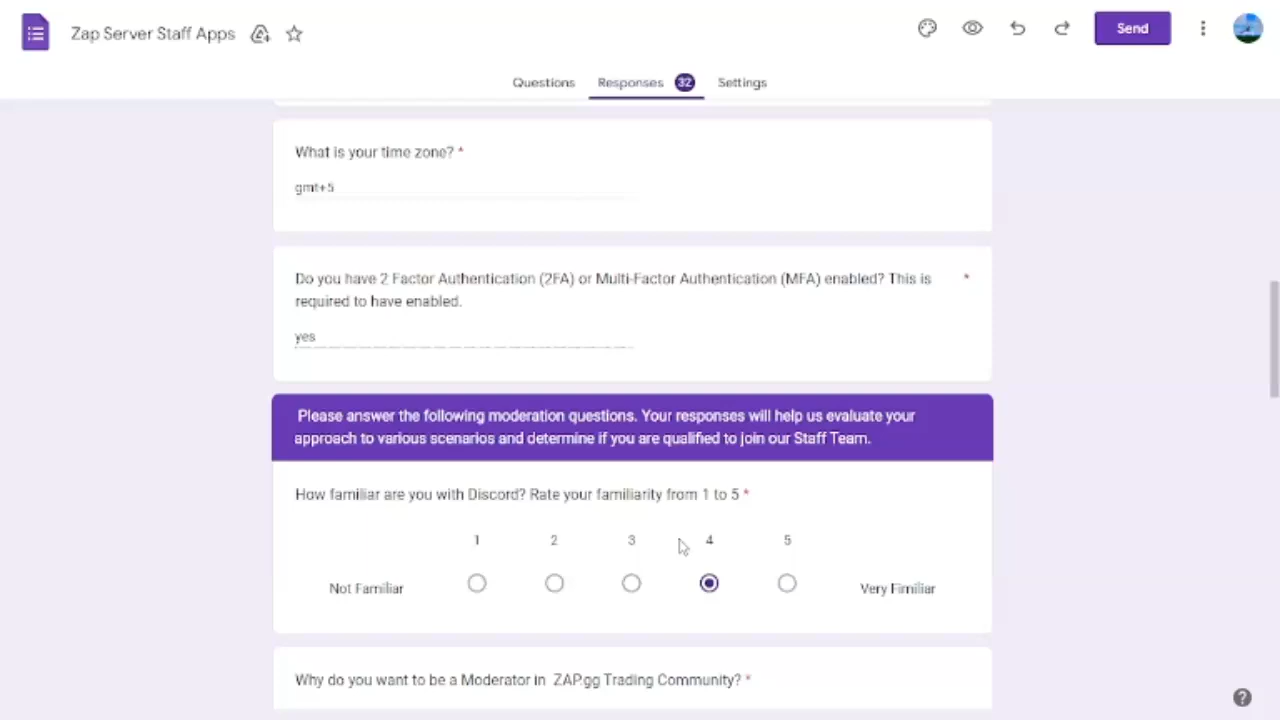 Zap Server Staff Apps
Send
Questions Responses 32 Settings
What is your time zone? *
gmt+5
Do you have 2 Factor Authentication (2FA) or Multi-Factor Authentication (MFA) enabled? This is *
required to have enabled.
yes
Please answer the following moderation questions. Your responses will help us evaluate your
approach to various scenarios and determine if you are qualified to join our Staff Team.
How familiar are you with Discord? Rate your familiarity from 1 to 5 *
1 2 3 4 5
Not Familiar Very Fimiliar
Why do you want to be a Moderator in ZAP.gg Trading Community? *